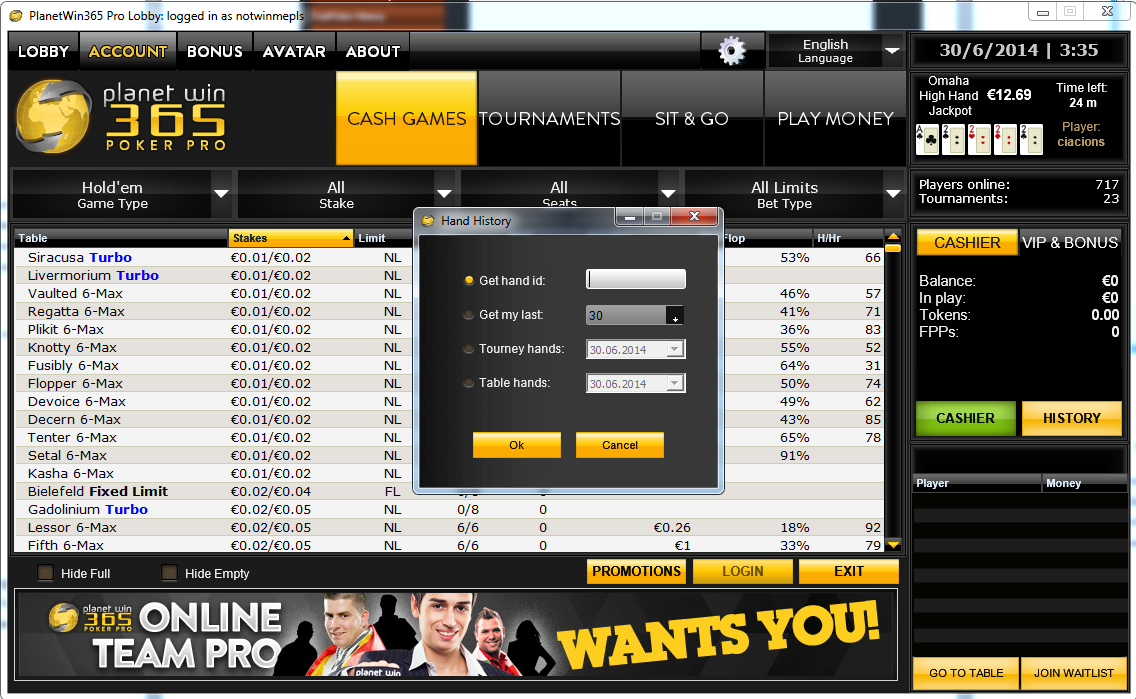 PlanetWin365 Pro Lobby: logged in as notwinmepls
LOBBY ACCOUNT BONUS AVATAR ABOUT
English
Language
30/6/2014 | 3:35
planet win
365
POKER PRO
CASH GAMES TOURNAMENTS SIT & GO PLAY MONEY
Omaha
High Hand
Jackpot
€12.69
Time left:
24 m
Player:
ciacions
Hold'em
Game Type
All
Stake
All
Seats
All Limits
Bet Type
Players online: 717
Tournaments: 23
Hand History
Get hand id:
Get my last: 30
Tourney hands: 30.06.2014
Table hands: 30.06.2014
Ok Cancel
Table Stakes Limit Flop H/Hr
Siracusa Turbo €0.01/€0.02 NL 53% 66
Livermorium Turbo €0.01/€0.02 NL
Vaulted 6-Max €0.01/€0.02 NL 46% 57
Regatta 6-Max €0.01/€0.02 NL 41% 71
Plikit 6-Max €0.01/€0.02 NL 36% 83
Knotty 6-Max €0.01/€0.02 NL 55% 52
Fusibly 6-Max €0.01/€0.02 NL 64% 31
Flopper 6-Max €0.01/€0.02 NL 50% 74
Devoice 6-Max €0.01/€0.02 NL 49% 62
Decern 6-Max €0.01/€0.02 NL 43% 85
Tenter 6-Max €0.01/€0.02 NL 65% 78
Setal 6-Max €0.01/€0.02 NL 91%
Kasha 6-Max €0.01/€0.02 NL
Bielefeld Fixed Limit €0.02/€0.04 FL
Gadolinium Turbo €0.02/€0.05 NL 0/8 0
Lessor 6-Max €0.02/€0.05 NL 6/6 0 €0.26 18% 92
Fifth 6-Max €0.02/€0.05 NL 6/6 0 €1 33% 79
CASHIER VIP & BONUS
Balance: €0
In play: €0
Tokens: 0.00
FPPs: 0
CASHIER HISTORY
Player Money
Hide Full Hide Empty
PROMOTIONS LOGIN EXIT
planet win
365
POKER PRO
ONLINE
TEAM PRO
planet win
WANTS YOU!
GO TO TABLE JOIN WAITLIST